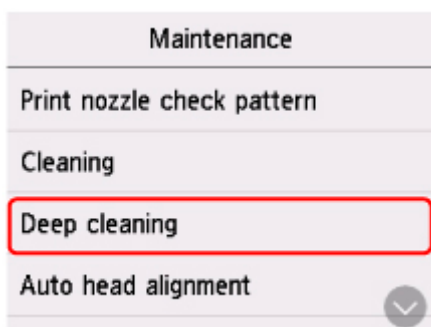 Maintenance
Print nozzle check pattern
Cleaning
Deep cleaning
Auto head alignment